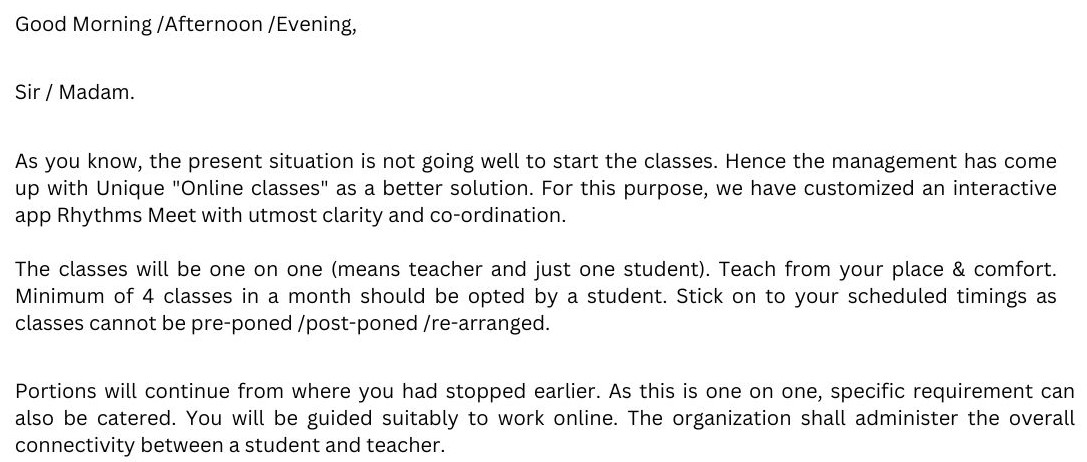 Good Morning /Afternoon /Evening,
Sir / Madam.
As you know, the present situation is not going well to start the classes. Hence the management has come
up with Unique "Online classes" as a better solution. For this purpose, we have customized an interactive
app Rhythms Meet with utmost clarity and co-ordination.
The classes will be one on one (means teacher and just one student). Teach from your place & comfort.
Minimum of 4 classes in a month should be opted by a student. Stick on to your scheduled timings as
classes cannot be pre-poned /post-poned /re-arranged.
Portions will continue from where you had stopped earlier. As this is one on one, specific requirement can
also be catered. You will be guided suitably to work online. The organization shall administer the overall
connectivity between a student and teacher.